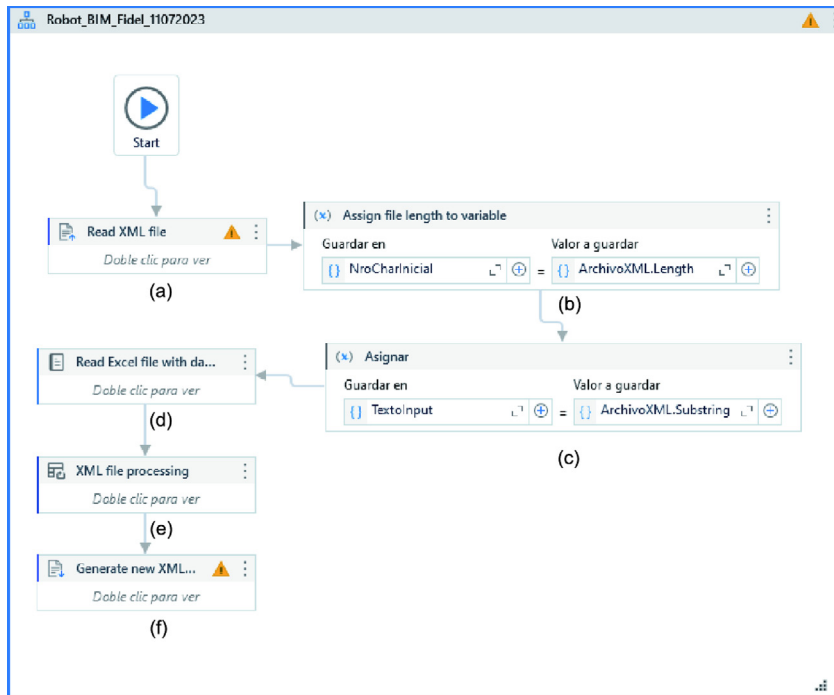 Robot_BIM_Fidel_11072023
Start
Read XML file
Doble clic para ver
(a)
(x) Assign file length to variable
Guardar en Valor a guardar
{} NroCharInicial = {} ArchivoXML.Length
(b)
(x) Asignar
Guardar en Valor a guardar
{} TextoInput = {} ArchivoXML.Substring
(c)
Read Excel file with da...
Doble clic para ver
(d)
XML file processing
Doble clic para ver
(e)
Generate new XML...
Doble clic para ver
(f)